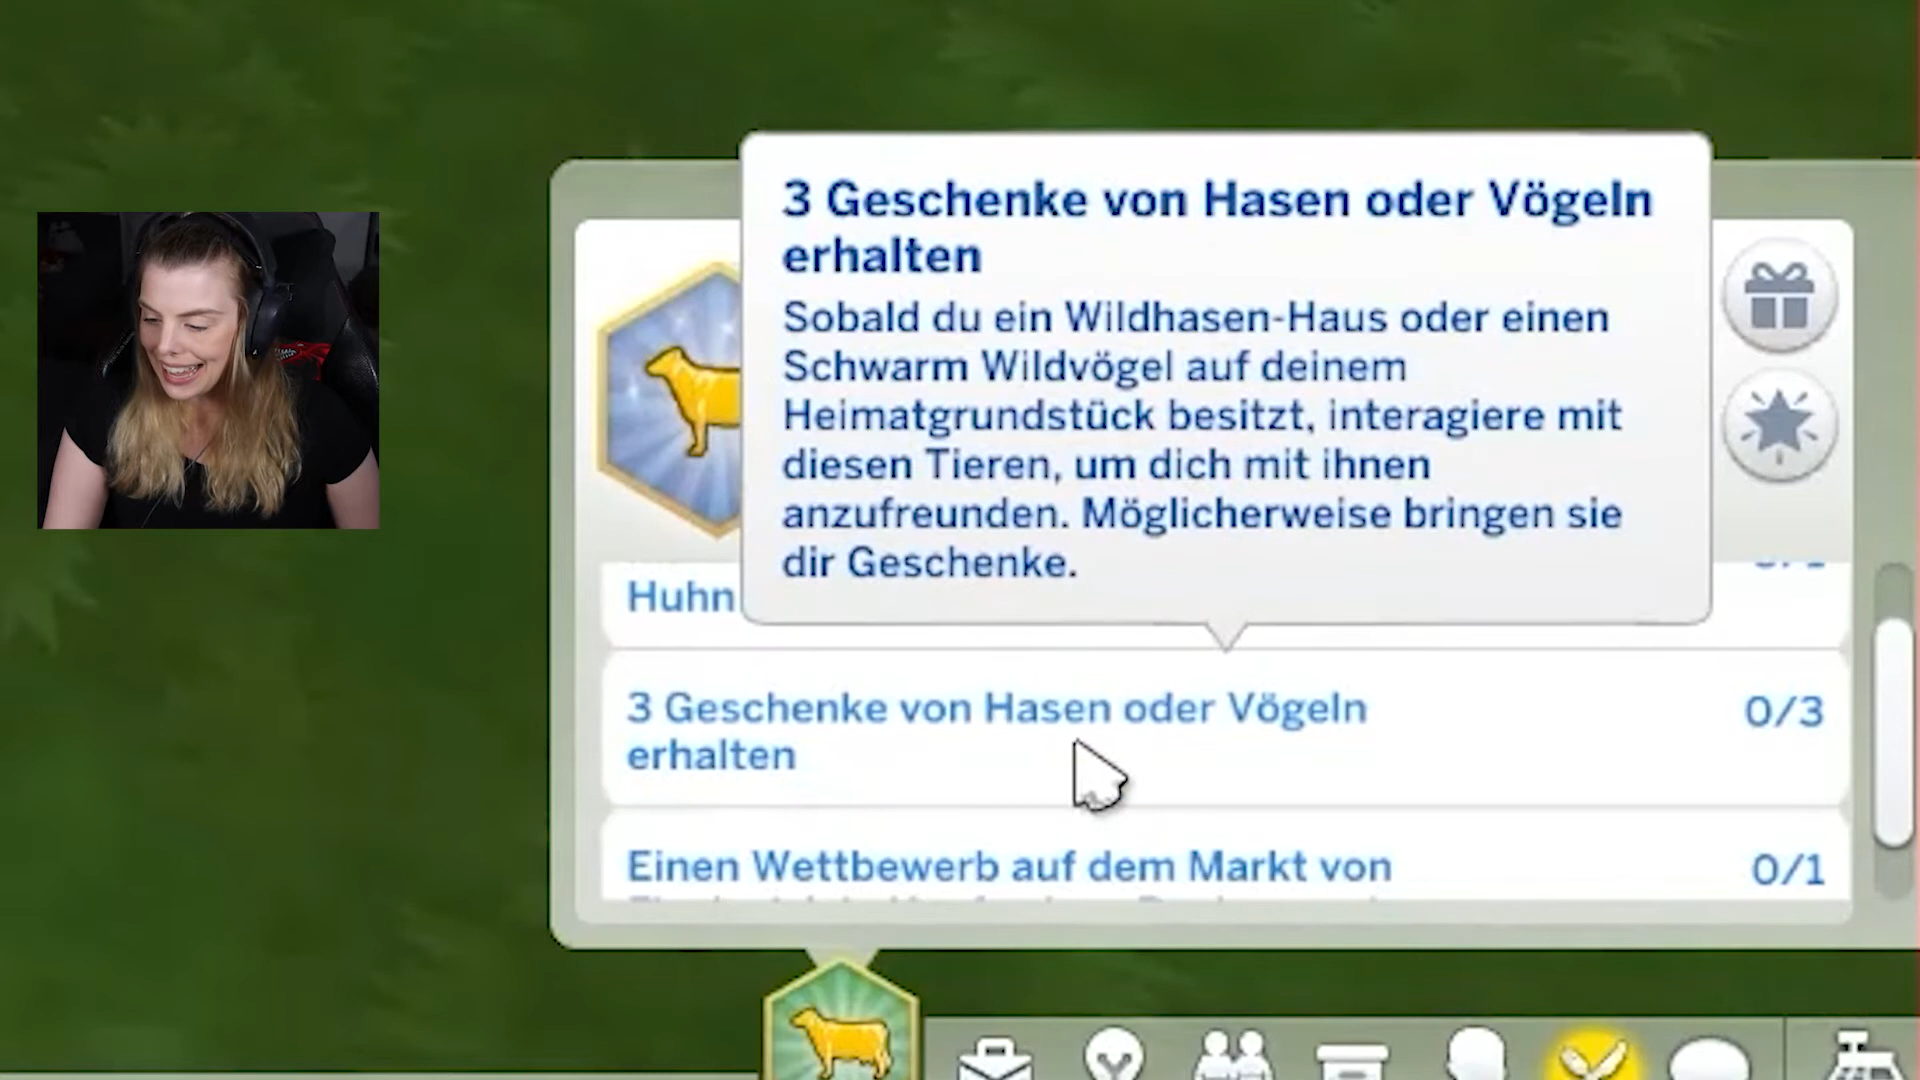 3 Geschenke von Hasen oder Vögeln
erhalten
Sobald du ein Wildhasen-Haus oder einen
Schwarm Wildvögel auf deinem
Heimatgrundstück besitzt, interagiere mit
diesen Tieren, um dich mit ihnen
anzufreunden. Möglicherweise bringen sie
dir Geschenke.
Huhn
3 Geschenke von Hasen oder Vögeln
erhalten
0/3
Einen Wettbewerb auf dem Markt von
0/1